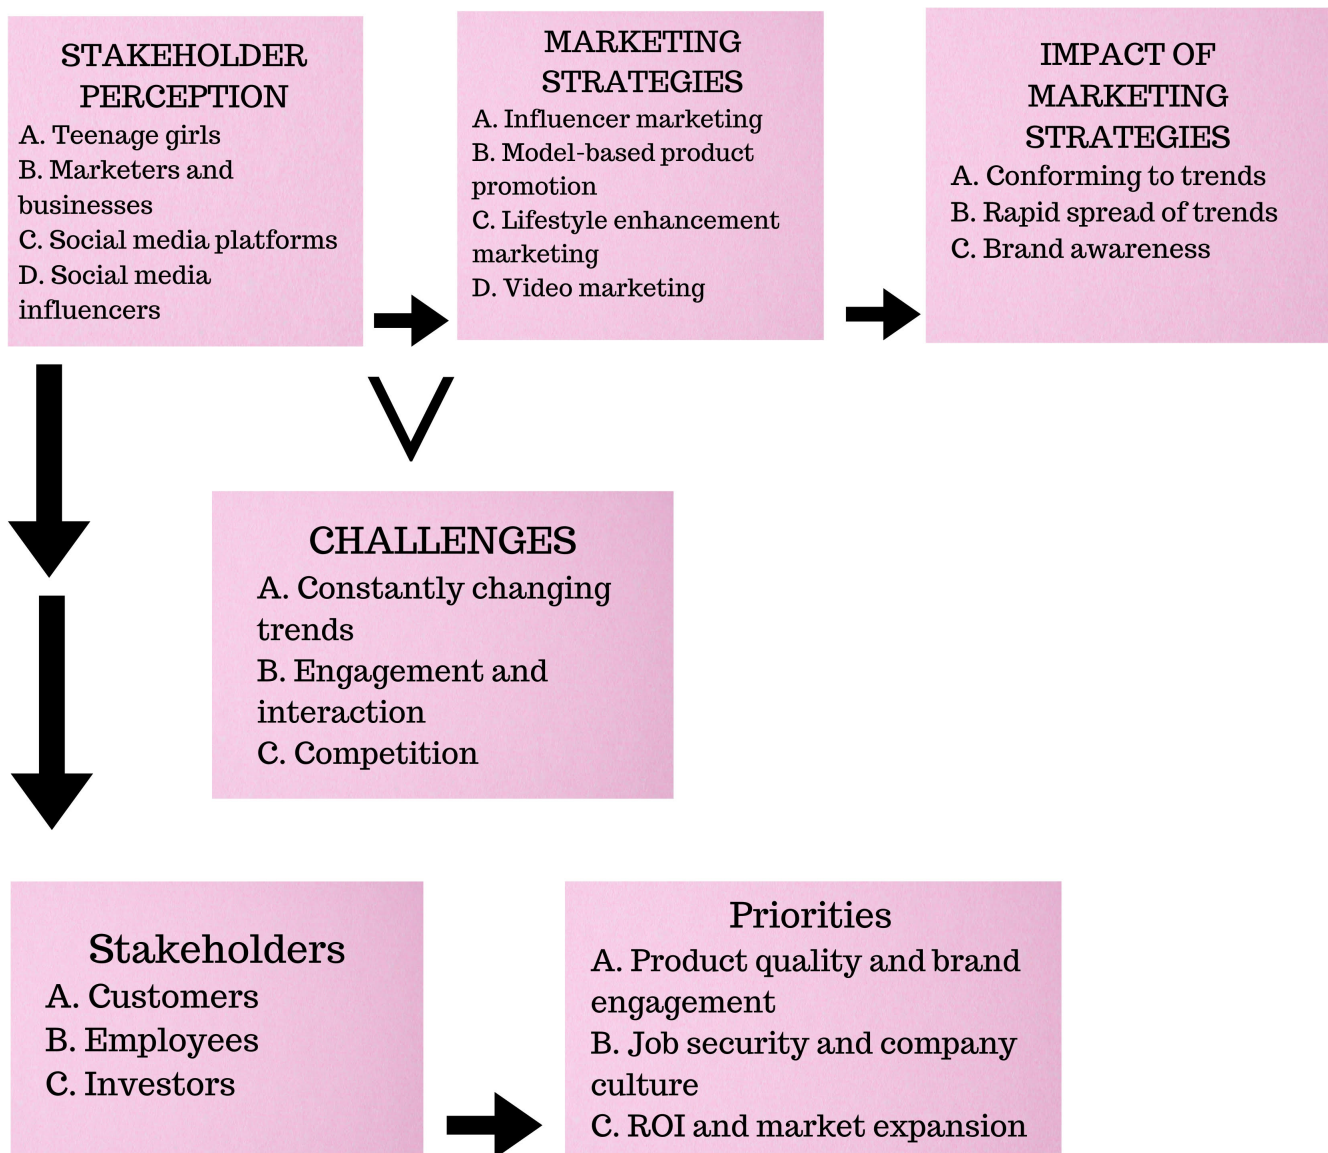 STAKEHOLDER
PERCEPTION
A. Teenage girls
B. Marketers and
businesses
C. Social media platforms
D. Social media
influencers
MARKETING
STRATEGIES
A. Influencer marketing
B. Model-based product
promotion
C. Lifestyle enhancement
marketing
D. Video marketing
IMPACT OF
MARKETING
STRATEGIES
A. Conforming to trends
B. Rapid spread of trends
C. Brand awareness
CHALLENGES
A. Constantly changing
trends
B. Engagement and
interaction
C. Competition
Stakeholders
A. Customers
B. Employees
C. Investors
Priorities
A. Product quality and brand
engagement
B. Job security and company
culture
C. ROI and market expansion